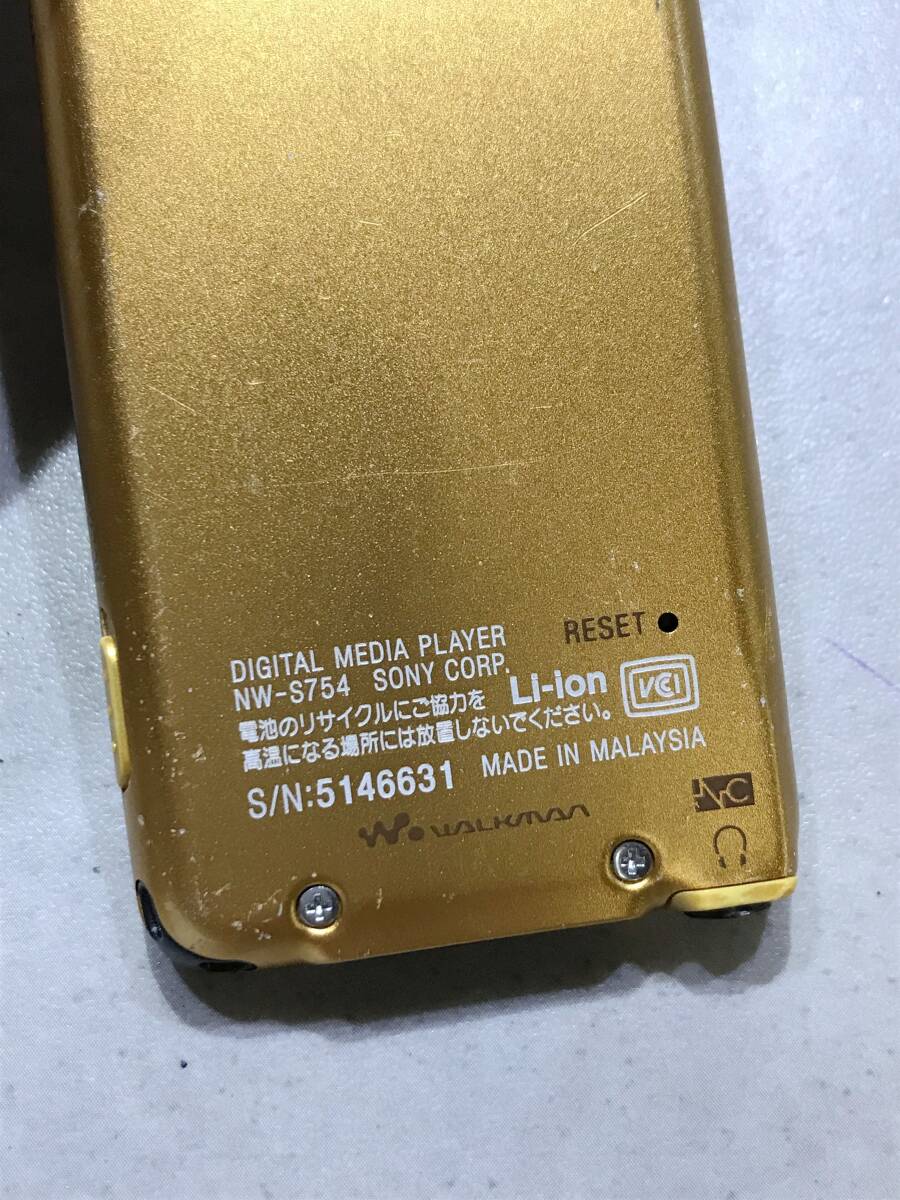 RESET
DIGITAL MEDIA PLAYER
NW-S754 SONY CORP.
電池のリサイクルにご協力を Li-ion VCCI
高温になる場所には放置しないでください。
S/N:5146631 MADE IN MALAYSIA
NC
W. WALKMAN